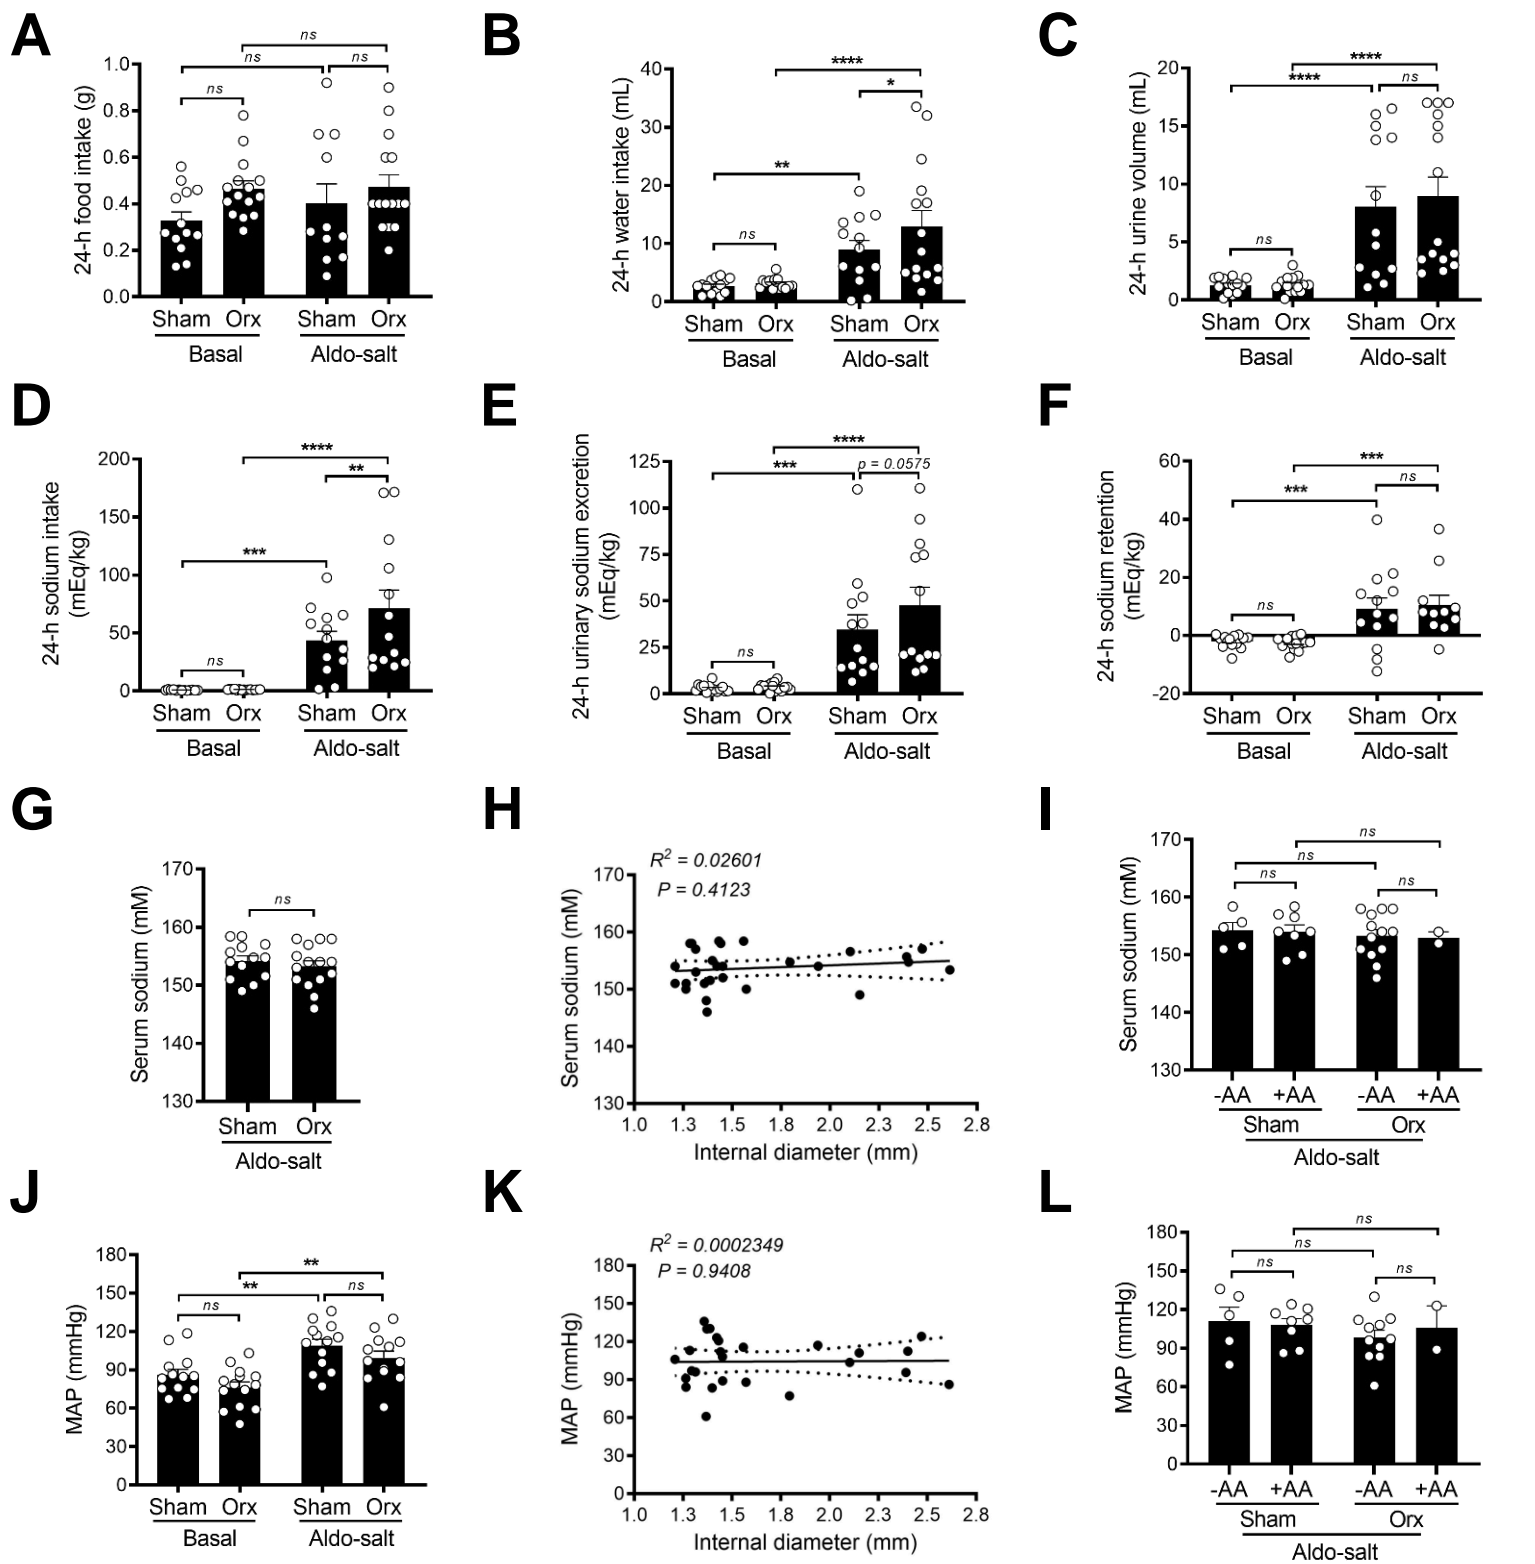 A
24-h food intake (g)
1.0
0.8
0.6
0.4
0.2
0.0
ns
ns
ns
ns
Sham Orx Sham Orx
Basal Aldo-salt
B
24-h water intake (mL)
40
30
20
10
0
****
*
**
ns
Sham Orx Sham Orx
Basal Aldo-salt
C
24-h urine volume (mL)
20
15
10
5
0
****
****
ns
ns
Sham Orx Sham Orx
Basal Aldo-salt
D
24-h sodium intake
(mEq/kg)
200
150
100
50
0
****
**
***
ns
Sham Orx Sham Orx
Basal Aldo-salt
E
24-h urinary sodium excretion
(mEq/kg)
125
100
75
50
25
0
****
p = 0.0575
***
ns
Sham Orx Sham Orx
Basal Aldo-salt
F
24-h sodium retention
(mEq/kg)
60
40
20
0
-20
***
ns
***
ns
Sham Orx Sham Orx
Basal Aldo-salt
G
Serum sodium (mM)
170
160
150
140
130
ns
Sham Orx
Aldo-salt
H
R2 = 0.02601
P = 0.4123
Serum sodium (mM)
170
160
150
140
130
1.0 1.3 1.5 1.8 2.0 2.3 2.5 2.8
Internal diameter (mm)
I
Serum sodium (mM)
170
160
150
140
130
ns
ns
ns
ns
-AA +AA -AA +AA
Sham Orx
Aldo-salt
J
MAP (mmHg)
180
150
120
90
60
30
0
**
**
ns
ns
Sham Orx Sham Orx
Basal Aldo-salt
K
R2 = 0.0002349
P = 0.9408
MAP (mmHg)
180
150
120
90
60
30
0
1.0 1.3 1.5 1.8 2.0 2.3 2.5 2.8
Internal diameter (mm)
L
MAP (mmHg)
180
150
120
90
60
30
0
ns
ns
ns
ns
-AA +AA -AA +AA
Sham Orx
Aldo-salt